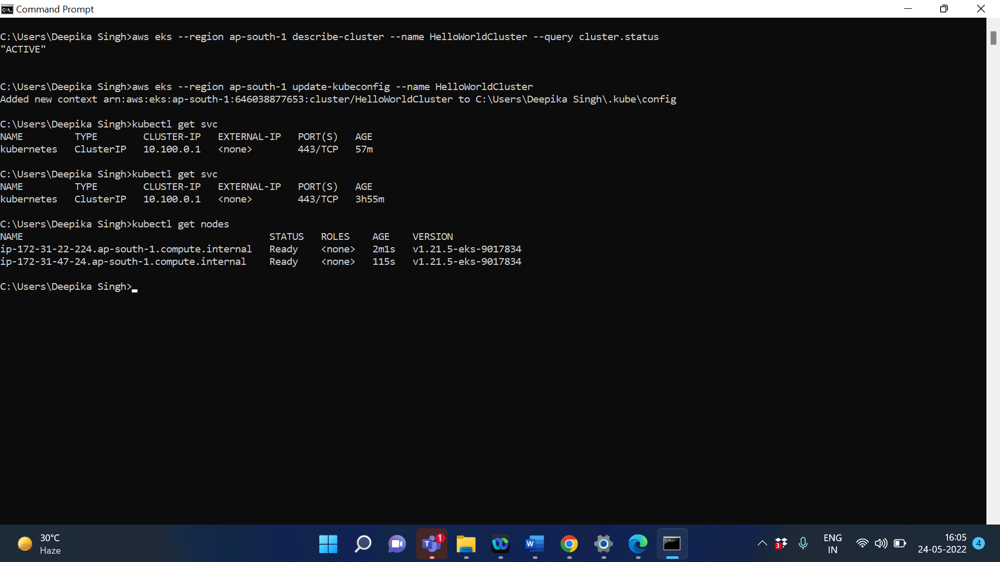 Command Prompt
C:\Users\Deepika Singh>aws eks --region ap-south-1 describe-cluster --name HelloWorldCluster --query cluster.status
"ACTIVE"
C:\Users\Deepika Singh>aws eks --region ap-south-1 update-kubeconfig --name HelloWorldCluster
Added new context arn:aws:eks:ap-south-1:646038877653:cluster/HelloWorldCluster to C:\Users\Deepika Singh\.kube\config
C:\Users\Deepika Singh>kubectl get svc
NAME TYPE CLUSTER-IP EXTERNAL-IP PORT(S) AGE
kubernetes ClusterIP 10.100.0.1 <none> 443/TCP 57m
C:\Users\Deepika Singh>kubectl get svc
NAME TYPE CLUSTER-IP EXTERNAL-IP PORT(S) AGE
kubernetes ClusterIP 10.100.0.1 <none> 443/TCP 3h55m
C:\Users\Deepika Singh>kubectl get nodes
NAME STATUS ROLES AGE VERSION
ip-172-31-22-224.ap-south-1.compute.internal Ready <none> 2m1s v1.21.5-eks-9017834
ip-172-31-47-24.ap-south-1.compute.internal Ready <none> 115s v1.21.5-eks-9017834
C:\Users\Deepika Singh>
30°C
Haze
1
3
ENG
IN
16:05
24-05-2022
4